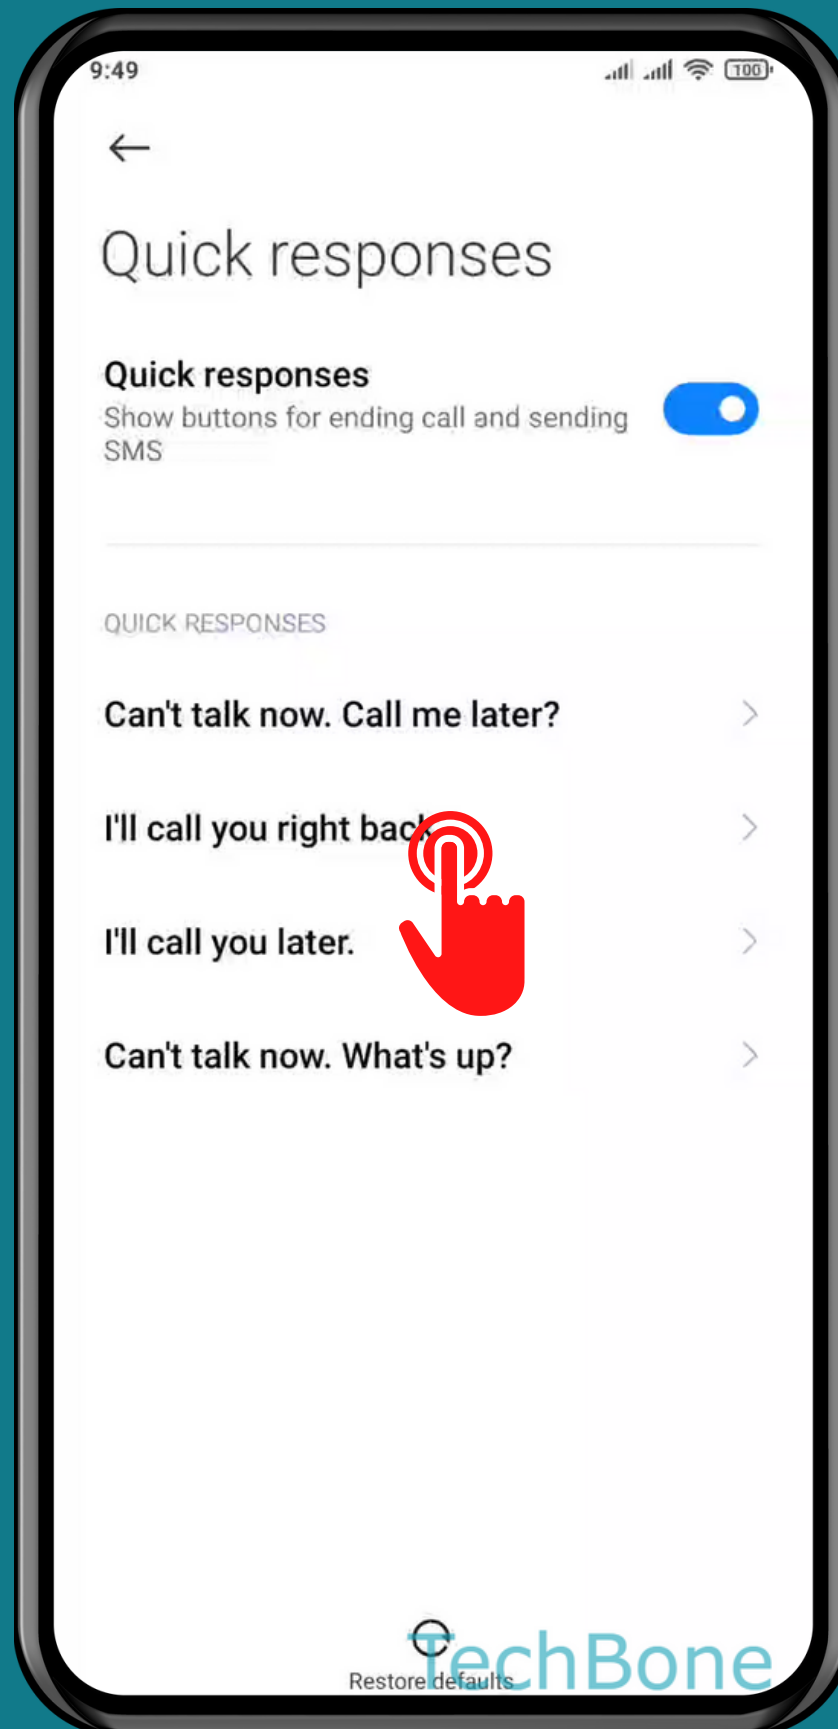 9:49
100
Quick responses
Quick responses
Show buttons for ending call and sending
SMS
QUICK RESPONSES
Can't talk now. Call me later?
I'll call you right back
I'll call you later.
Can't talk now. What's up?
Restore defaults
TechBone